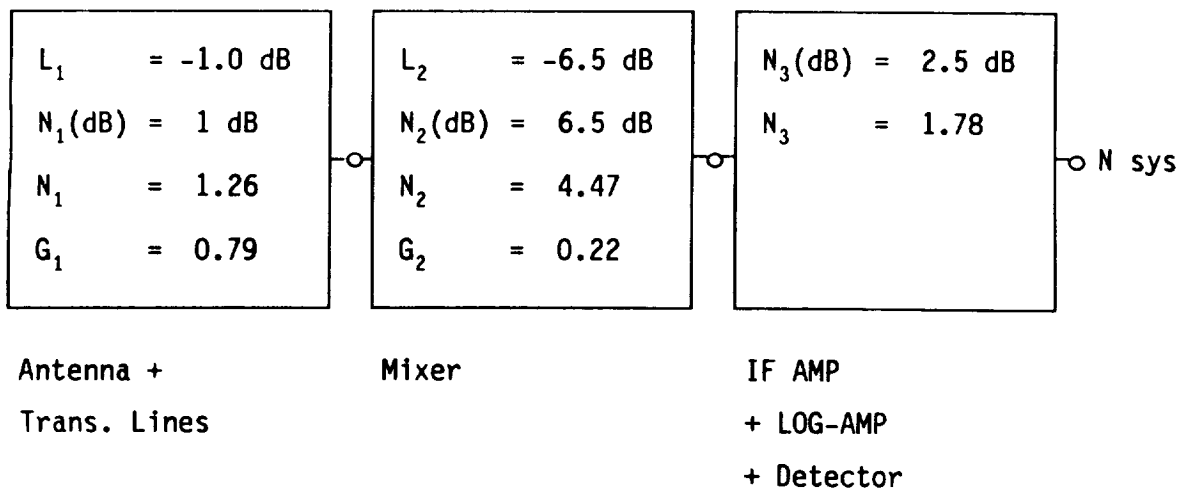 L₁ = -1.0 dB
N₁(dB) = 1 dB
N₁ = 1.26
G₁ = 0.79
L₂ = -6.5 dB
N₂(dB) = 6.5 dB
N₂ = 4.47
G₂ = 0.22
N₃(dB) = 2.5 dB
N₃ = 1.78
N sys
Antenna +
Trans. Lines
Mixer
IF AMP
+ LOG-AMP
+ Detector